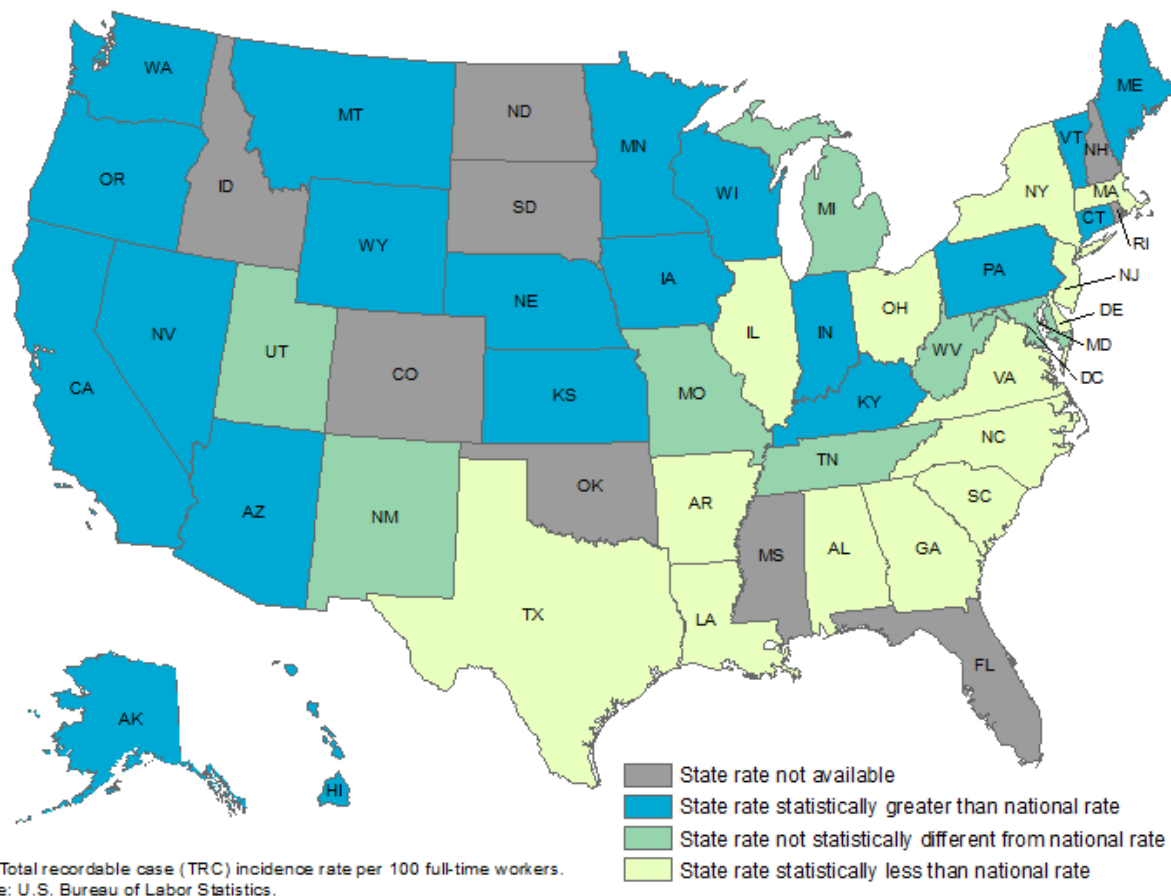 WA
MT
ND
MN
ME
VT
NH
OR
ID
SD
WI
MI
NY
MA
CT
RI
WY
IA
PA
NJ
NE
OH
NV
UT
IL
IN
WV
DE
MD
DC
CO
CA
KS
MO
KY
VA
NC
TN
AZ
NM
OK
AR
SC
MS
AL
GA
TX
LA
FL
AK
HI
State rate not available
State rate statistically greater than national rate
State rate not statistically different from national rate
State rate statistically less than national rate
Total recordable case (TRC) incidence rate per 100 full-time workers.
e: U.S. Bureau of Labor Statistics.